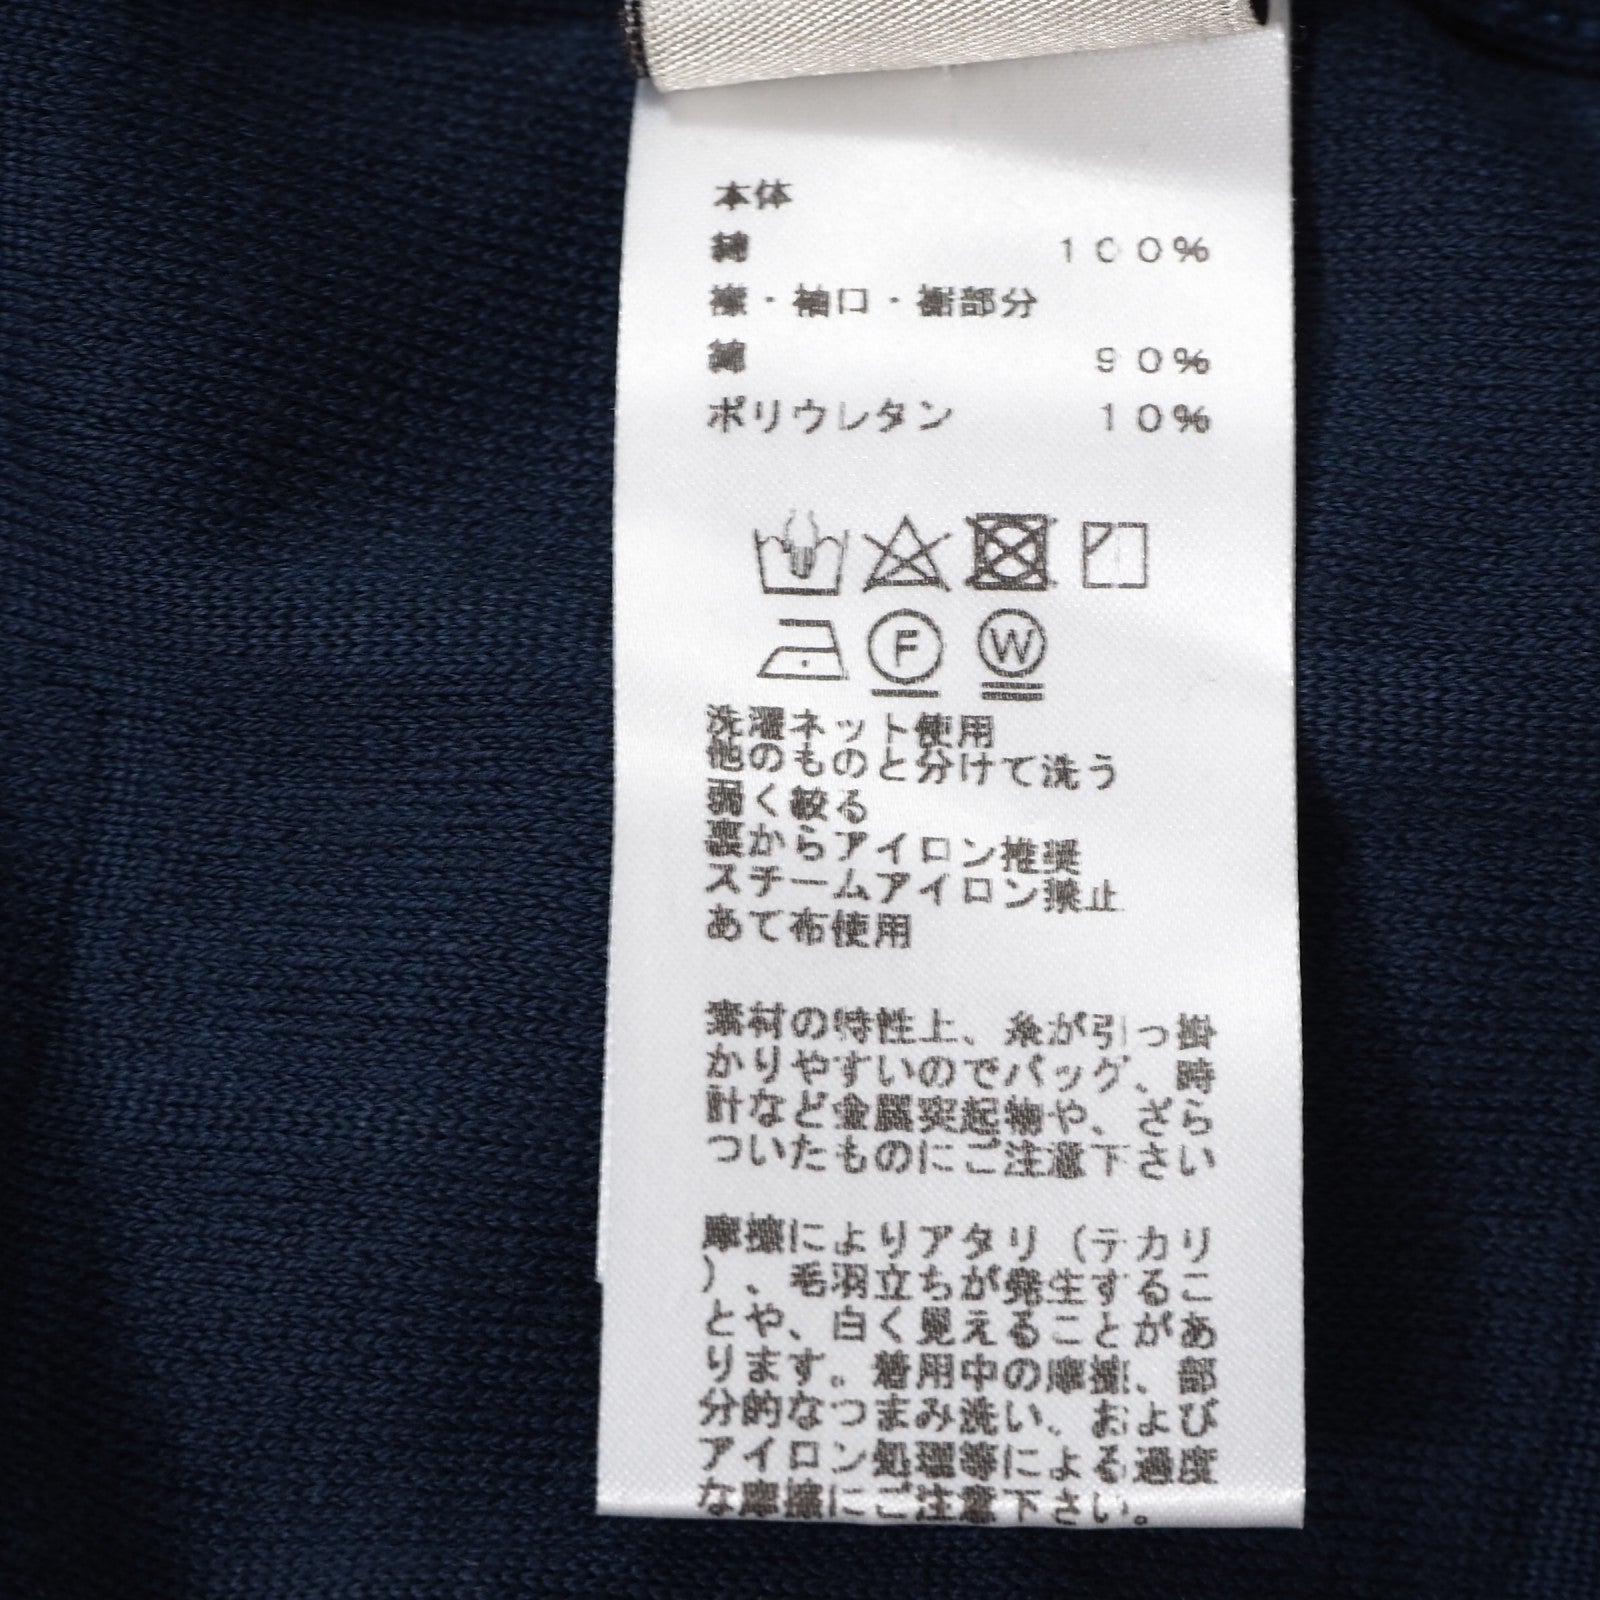 本体
綿 100%
襟・袖口・裾部分
綿 90%
ポリウレタン 10%
F W
洗濯ネット使用
他のものと分けて洗う
弱く絞る
裏からアイロン推奨
スチームアイロン禁止
あて布使用
素材の特性上、糸が引っ掛
かりやすいのでバッグ、時
計など金属突起物や、ざら
ついたものにご注意下さい
摩擦によりアタリ（テカリ
）、毛羽立ちが発生するこ
とや、白く見えることがあ
ります。着用中の摩擦、部
分的なつまみ洗い、および
アイロン処理等による過度
な摩擦にご注意下さい。